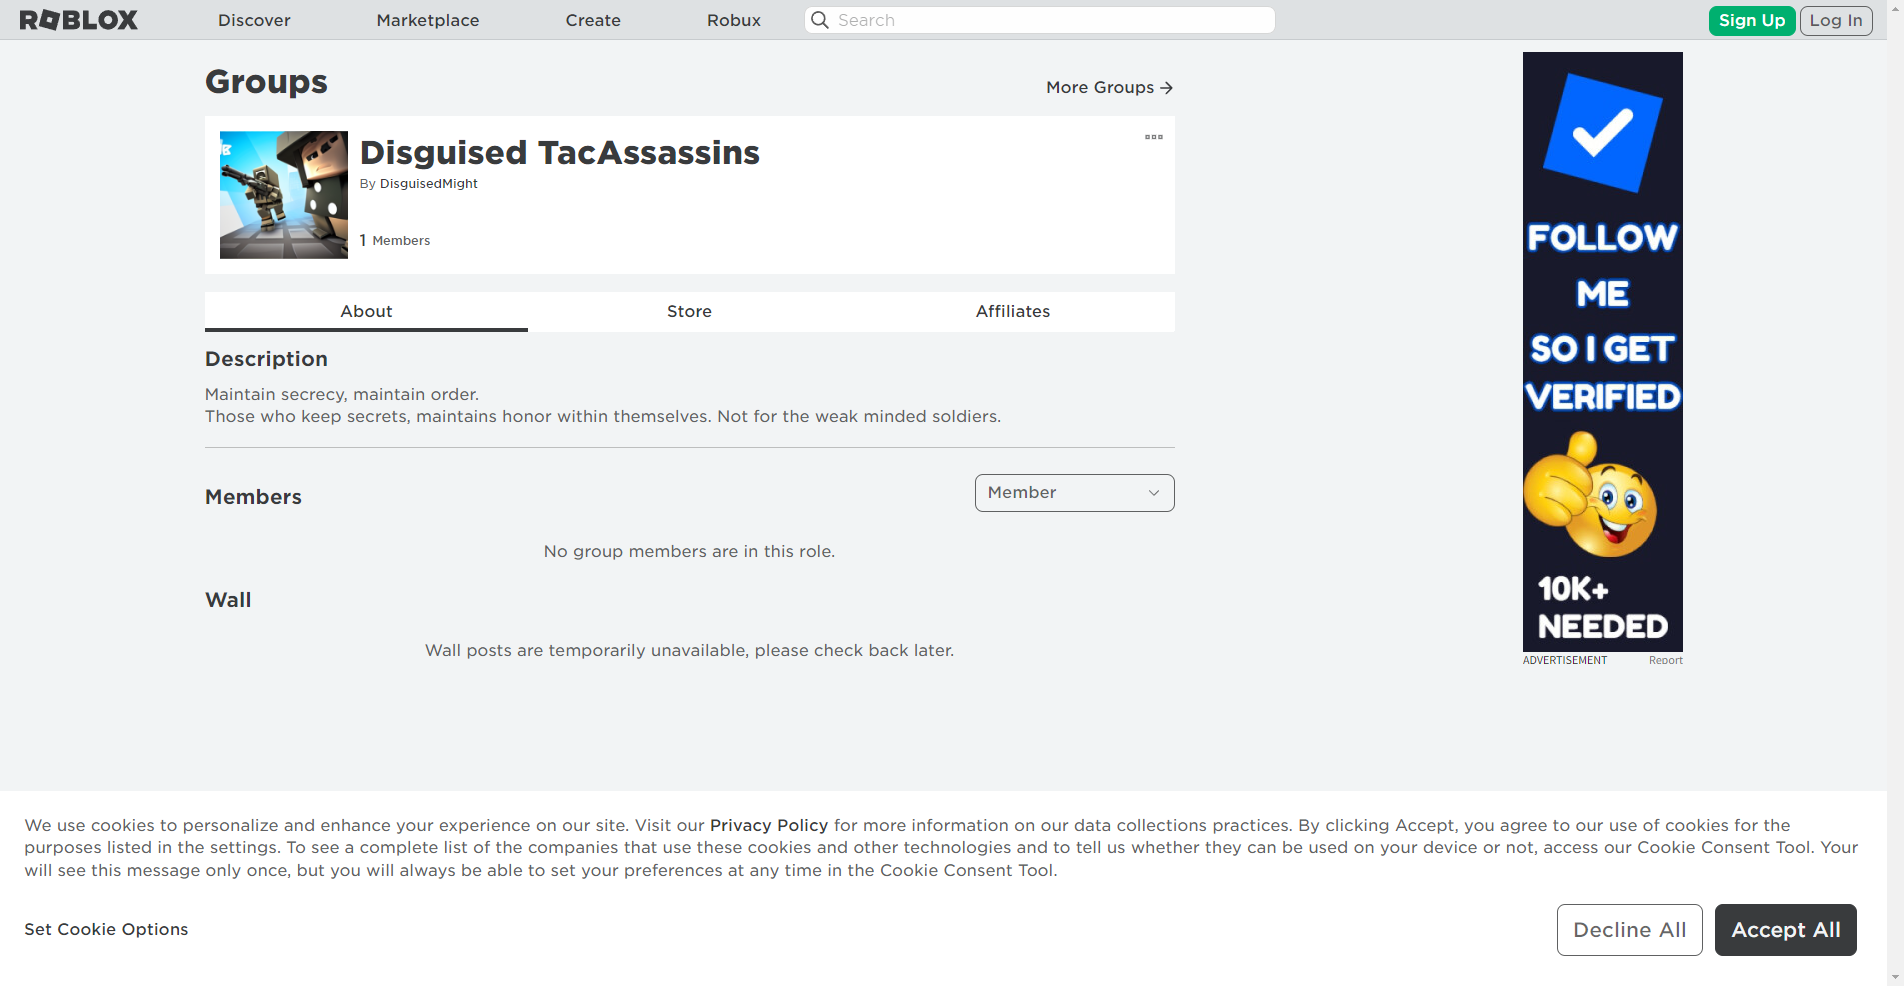 ROBLOX
Discover
Marketplace
Create
Robux
Search
Sign Up
Log In
Groups
More Groups
Disguised TacAssassins
By DisguisedMight
1 Members
About
Store
Affiliates
Description
Maintain secrecy, maintain order.
Those who keep secrets, maintains honor within themselves. Not for the weak minded soldiers.
Members
Member
No group members are in this role.
Wall
Wall posts are temporarily unavailable, please check back later.
FOLLOW
ME
SO I GET
VERIFIED
10K+
NEEDED
ADVERTISEMENT
Report
We use cookies to personalize and enhance your experience on our site. Visit our Privacy Policy for more information on our data collections practices. By clicking Accept, you agree to our use of cookies for the
purposes listed in the settings. To see a complete list of the companies that use these cookies and other technologies and to tell us whether they can be used on your device or not, access our Cookie Consent Tool. Your
will see this message only once, but you will always be able to set your preferences at any time in the Cookie Consent Tool.
Set Cookie Options
Decline All
Accept All